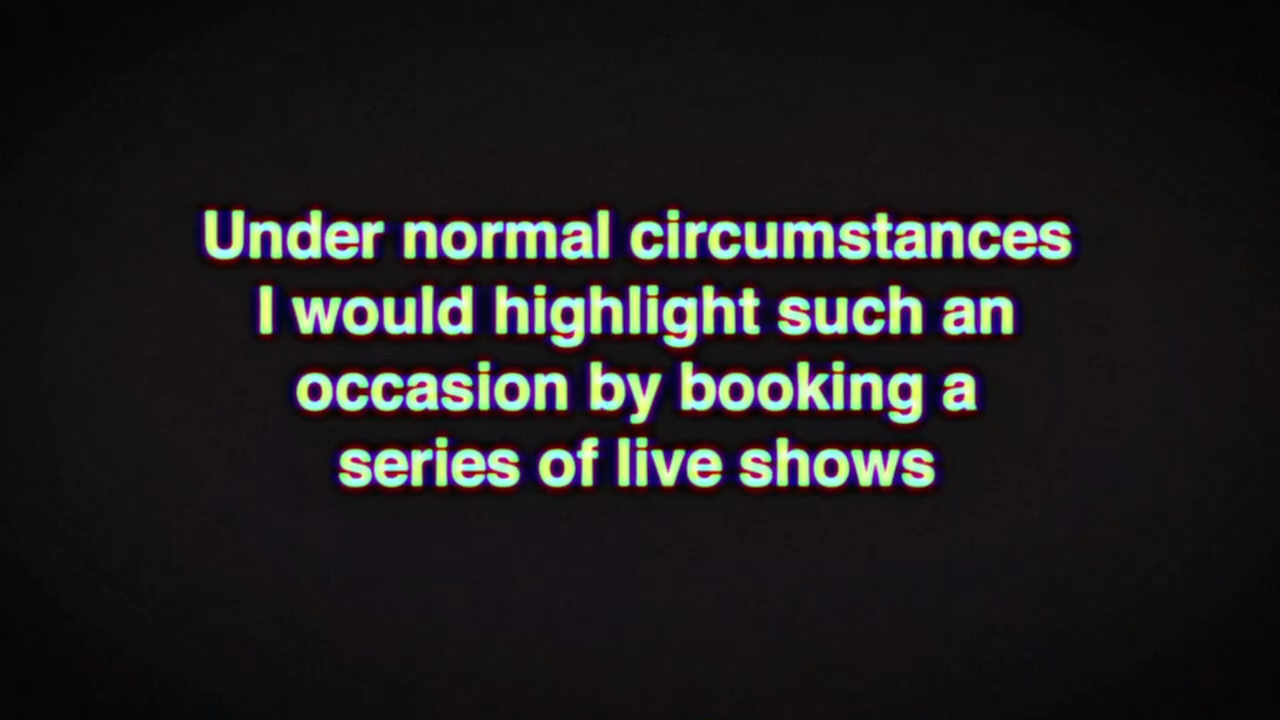 Under normal circumstances
I would highlight such an
occasion by booking a
series of live shows